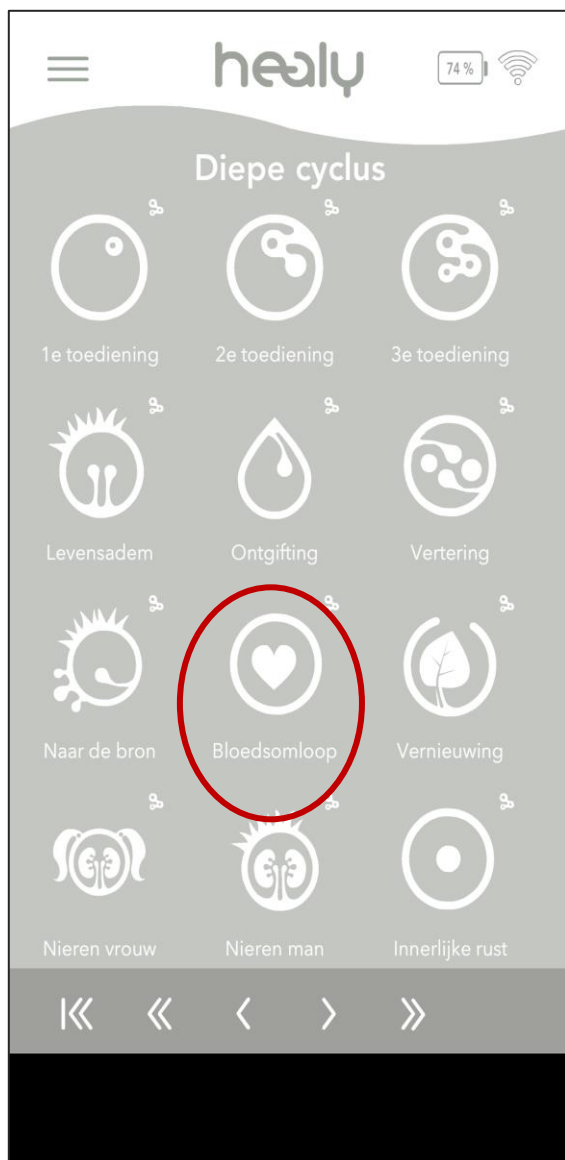 healy
74 %
Diepe cyclus
1e toediening 2e toediening 3e toediening
Levensadem Ontgifting Vertering
Naar de bron Bloedsomloop Vernieuwing
Nieren vrouw Nieren man Innerlijke rust